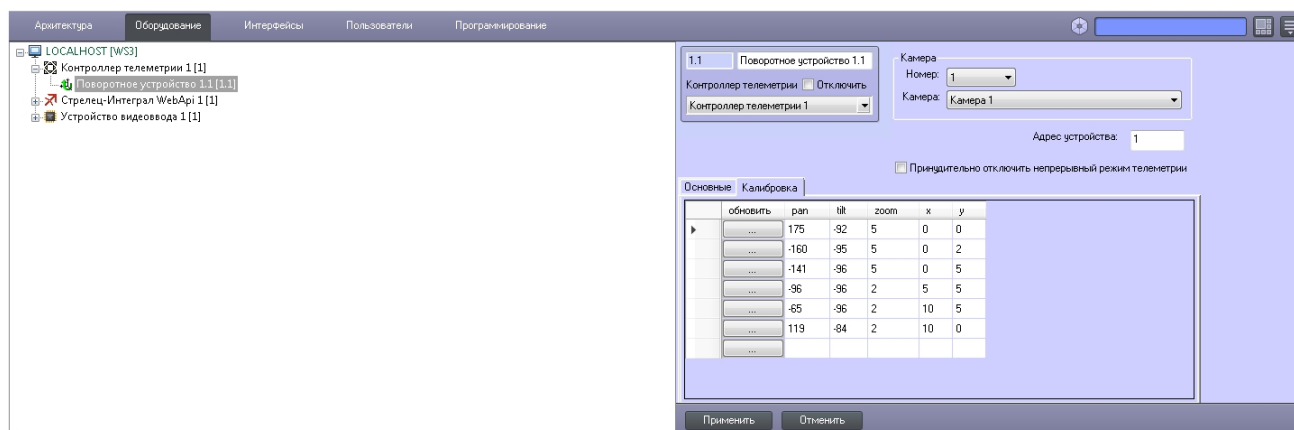 Архитектура Оборудование Интерфейсы Пользователи Программирование
LOCALHOST [WS3]
Контроллер телеметрии 1 [1]
Поворотное устройство 1.1 [1.1]
Стрелец-Интеграл WebApi 1 [1]
Устройство видеоввода 1 [1]
1.1 Поворотное устройство 1.1
Контроллер телеметрии Отключить
Контроллер телеметрии 1
Камера
Номер: 1
Камера: Камера 1
Адрес устройства: 1
Принудительно отключить непрерывный режим телеметрии
Основные Калибровка
обновить pan tilt zoom x y
... 175 -92 5 0 0
... -160 -95 5 0 2
... -141 -96 5 0 5
... -96 -96 2 5 5
... -65 -96 2 10 5
... 119 -84 2 10 0
...
Применить Отменить